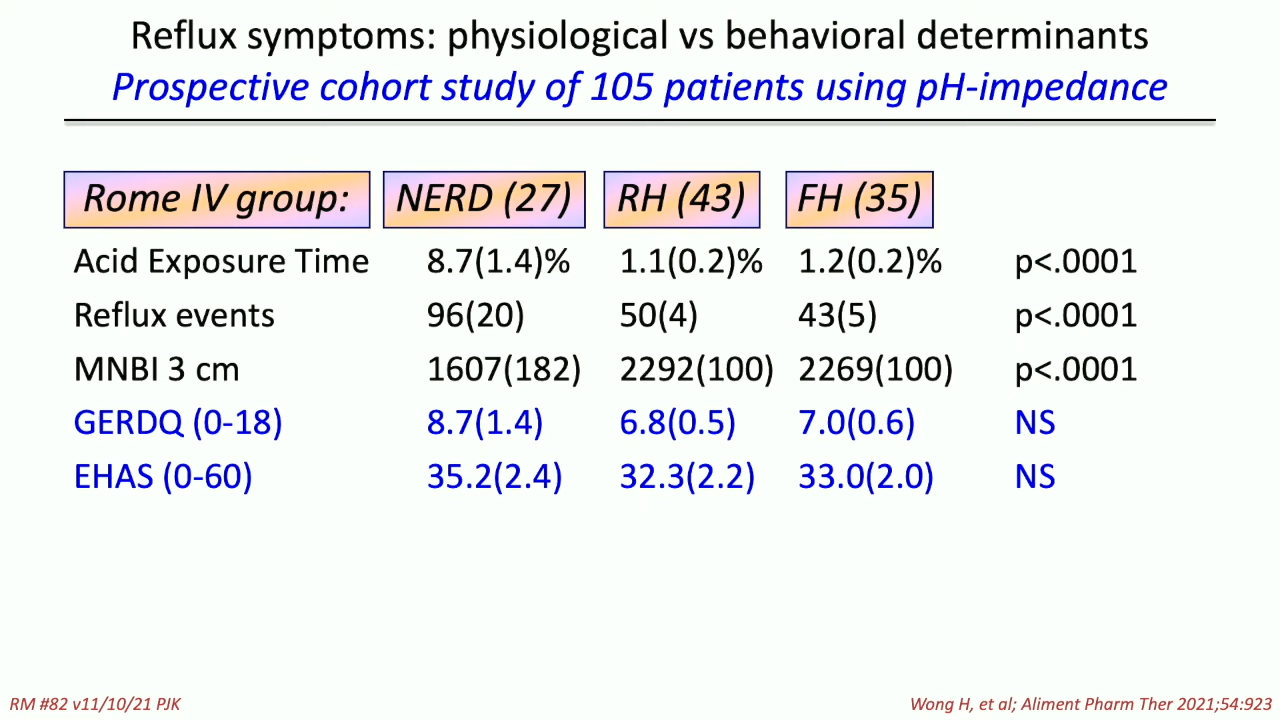 Reflux symptoms: physiological vs behavioral determinants
Prospective cohort study of 105 patients using pH-impedance
Rome IV group: NERD (27) RH (43) FH (35)
Acid Exposure Time 8.7(1.4)% 1.1(0.2)% 1.2(0.2)% p<.0001
Reflux events 96(20) 50(4) 43(5) p<.0001
MNBI 3 cm 1607(182) 2292(100) 2269(100) p<.0001
GERDQ (0-18) 8.7(1.4) 6.8(0.5) 7.0(0.6) NS
EHAS (0-60) 35.2(2.4) 32.3(2.2) 33.0(2.0) NS
RM #82 v11/10/21 PJK Wong H, et al; Aliment Pharm Ther 2021;54:923